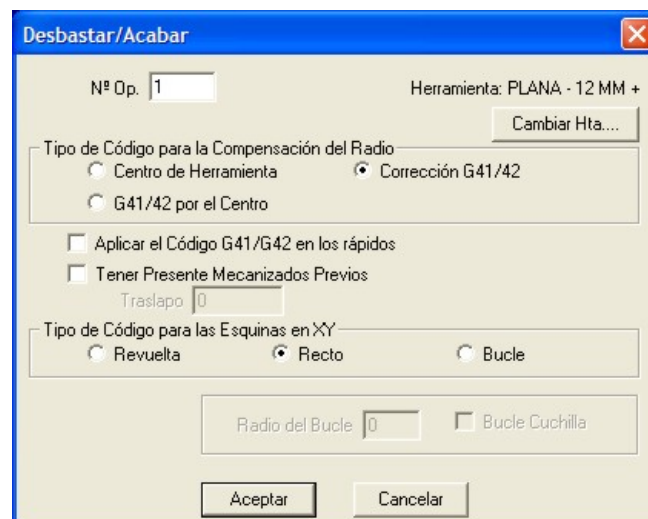 Desbastar/Acabar
Nº Op. 1 Herramienta: PLANA - 12 MM +
Cambiar Hta....
Tipo de Código para la Compensación del Radio
Centro de Herramienta Corrección G41/42
G41/42 por el Centro
Aplicar el Código G41/G42 en los rápidos
Tener Presente Mecanizados Previos
Traslapo 0
Tipo de Código para las Esquinas en XY
Revuelta Recto Bucle
Radio del Bucle 0 Bucle Cuchilla
Aceptar Cancelar